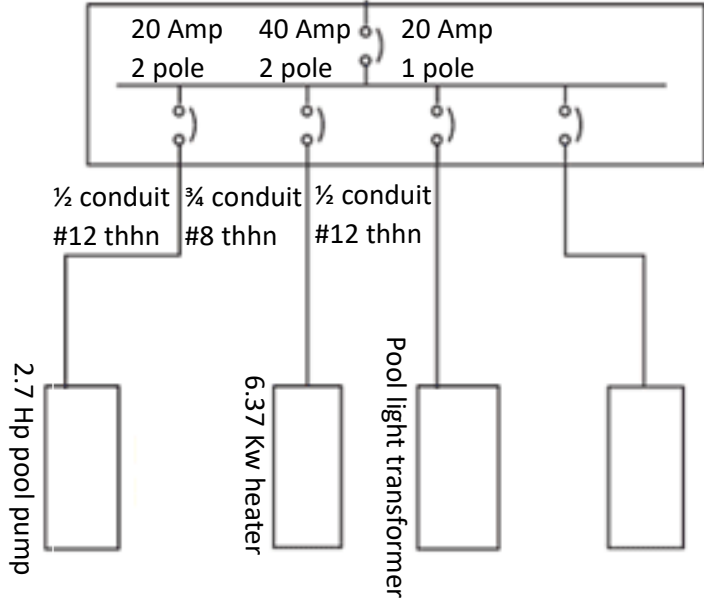 20 Amp 40 Amp 20 Amp
2 pole 2 pole 1 pole
½ conduit ¾ conduit ½ conduit
#12 thhn #8 thhn #12 thhn
2.7 Hp pool pump
6.37 Kw heater
Pool light transformer